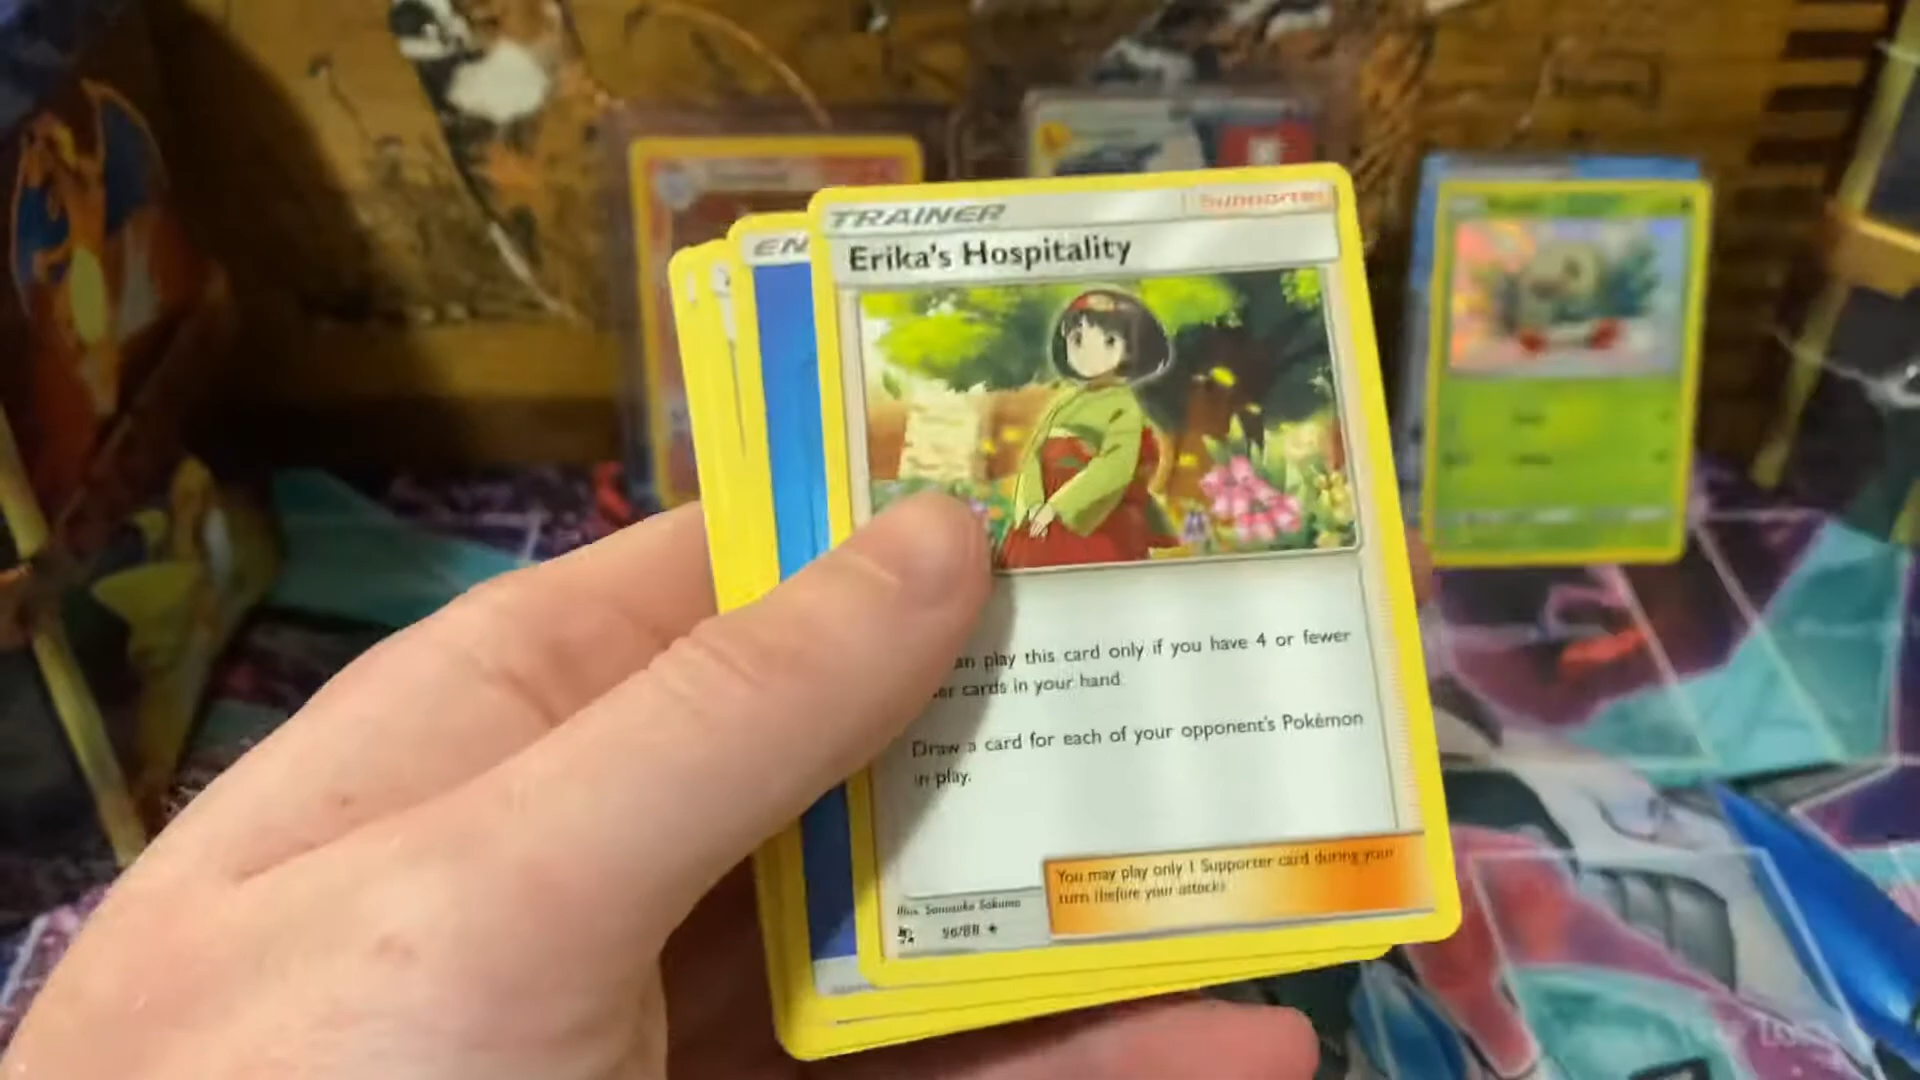 TRAINER
Supporter
Erika's Hospitality
EN
an play this card only if you have 4 or fewer
er cards in your hand.
Draw a card for each of your opponent's Pokémon
in play.
You may play only 1 Supporter card during your
turn (before your attack).
Illus. Sanosuke Sakuma